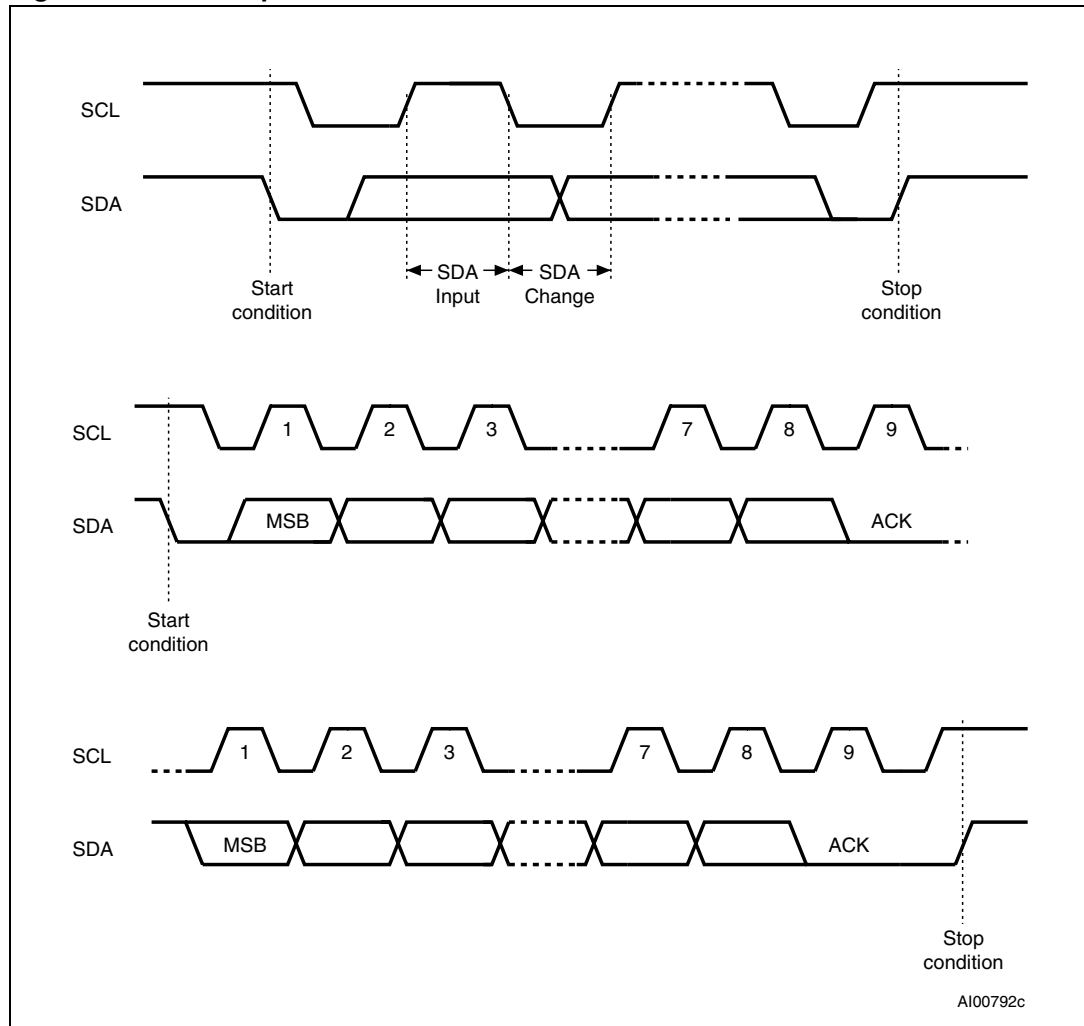 SCL
SDA
SDA
Input
SDA
Change
Start
condition
Stop
condition
SCL
1 2 3 7 8 9
SDA
MSB ACK
Start
condition
SCL
1 2 3 7 8 9
SDA
MSB ACK
Stop
condition
AI00792c